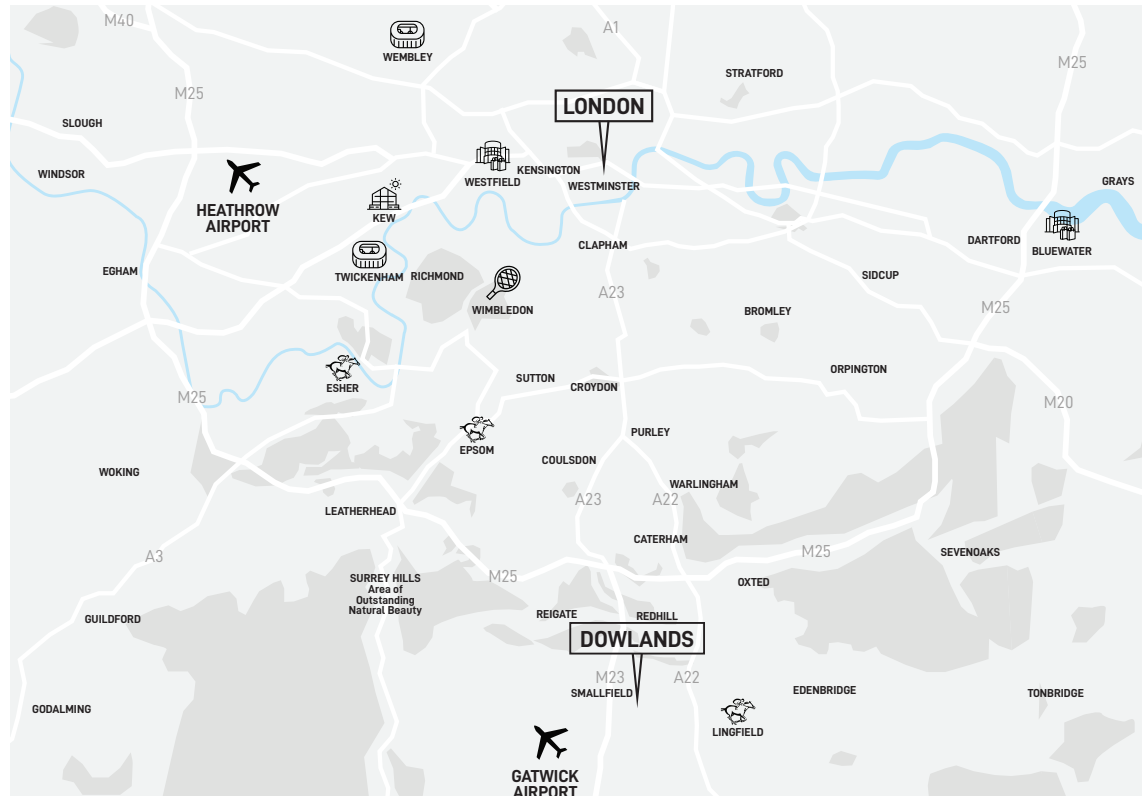 M40
A1
WEMBLEY
M25
STRATFORD
M25
LONDON
SLOUGH
WINDSOR
KENSINGTON
WESTFIELD
WESTMINSTER
GRAYS
HEATHROW
AIRPORT
KEW
CLAPHAM
DARTFORD
BLUEWATER
EGHAM
TWICKENHAM
RICHMOND
SIDCUP
A23
WIMBLEDON
BROMLEY
M25
ORPINGTON
SUTTON
CROYDON
ESHER
M25
M20
PURLEY
EPSOM
COULSDON
WOKING
WARLINGHAM
A23
A22
LEATHERHEAD
CATERHAM
A3
M25
SEVENOAKS
M25
SURREY HILLS
Area of
Outstanding
Natural Beauty
OXTED
REIGATE
REDHILL
GUILDFORD
DOWLANDS
M23
A22
SMALLFIELD
EDENBRIDGE
TONBRIDGE
GODALMING
LINGFIELD
GATWICK
AIRPORT